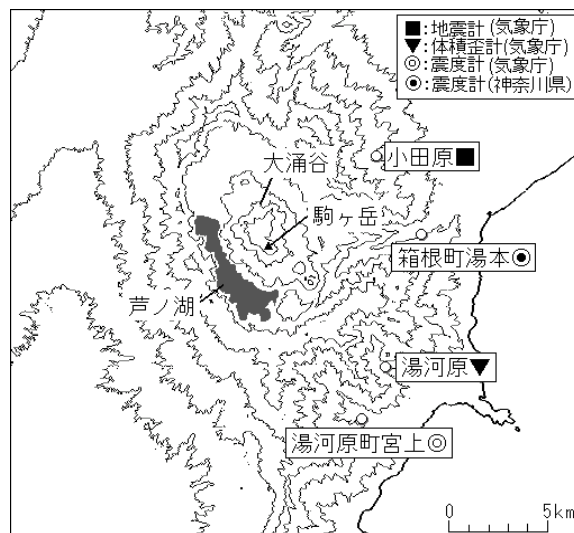 ■:地震計(気象庁)
▼:体積歪計(気象庁)
◎:震度計(気象庁)
◉:震度計(神奈川県)
大涌谷
小田原■
駒ヶ岳
箱根町湯本◉
芦ノ湖
湯河原▼
湯河原町宮上◎
0 5km